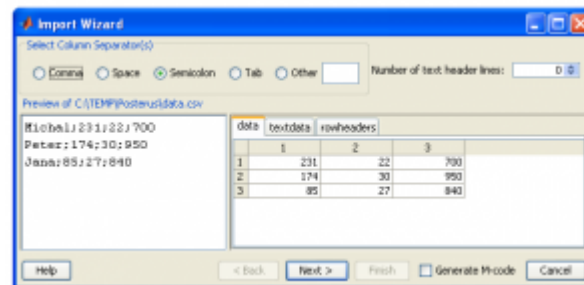 Import Wizard
Select Column Separator(s)
Comma Space Semicolon Tab Other Number of text header lines: 0
Preview of C:\TEMP\Posterus\data.csv
Michal;231;22;700
Peter;174;30;950
Jana;85;27;840
data textdata rowheaders
1 2 3
1 231 22 700
2 174 30 950
3 85 27 840
Help < Back Next > Finish Generate M-code Cancel